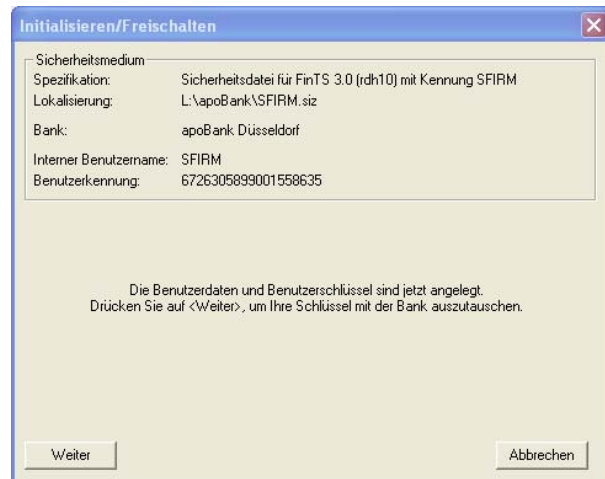 Initialisieren/Freischalten
Sicherheitsmedium
Spezifikation: Sicherheitsdatei für FinTS 3.0 (rdh10) mit Kennung SFIRM
Lokalisierung: L:\apoBank\SFIRM.siz
Bank: apoBank Düsseldorf
Interner Benutzername: SFIRM
Benutzerkennung: 6726305899001558635
Die Benutzerdaten und Benutzerschlüssel sind jetzt angelegt.
Drücken Sie auf <Weiter>, um Ihre Schlüssel mit der Bank auszutauschen.
Weiter Abbrechen